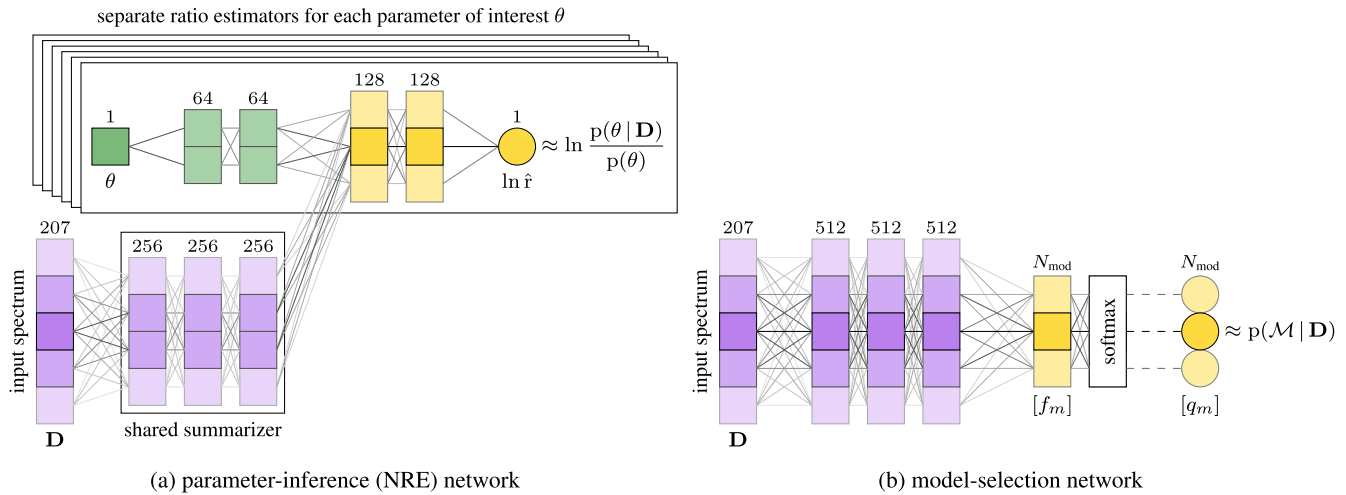 separate ratio estimators for each parameter of interest θ
1
64
64
128
128
1
θ
ln r̂
≈ ln p(θ | D) / p(θ)
207
256
256
256
input spectrum
D
shared summarizer
(a) parameter-inference (NRE) network
207
512
512
512
N_mod
N_mod
input spectrum
softmax
≈ p(ℳ | D)
D
[f_m]
[q_m]
(b) model-selection network